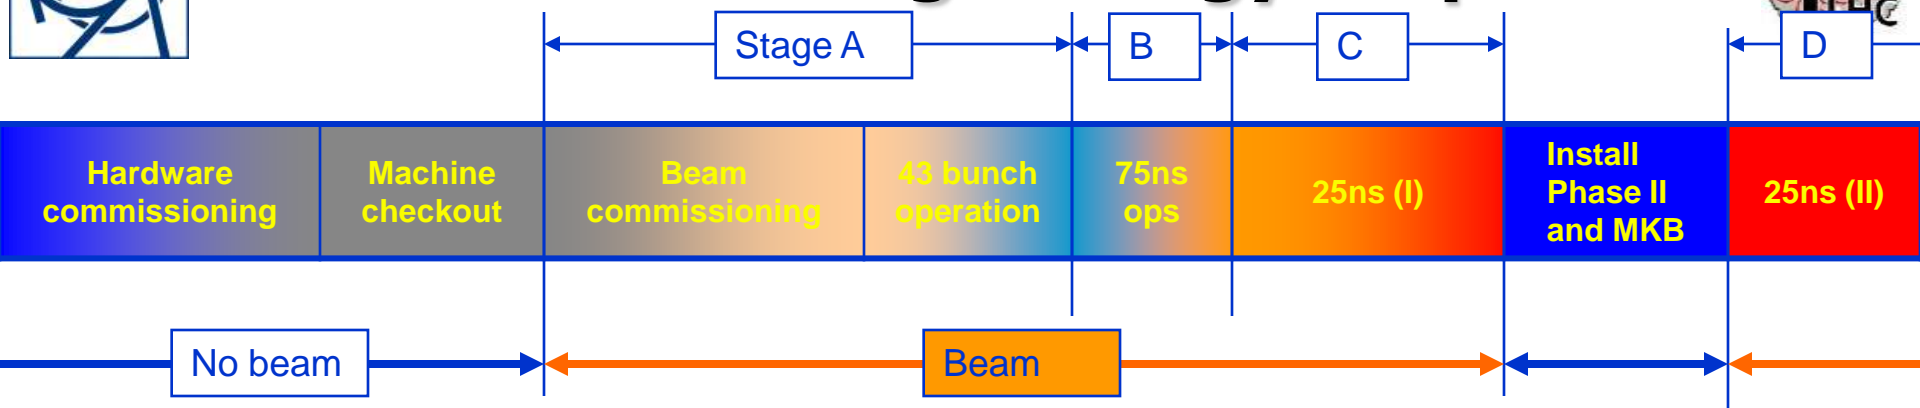 Stage A
B
C
D
Hardware
commissioning
Machine
checkout
Beam
commissioning
43 bunch
operation
75ns
ops
25ns (I)
Install
Phase II
and MKB
25ns (II)
No beam
Beam